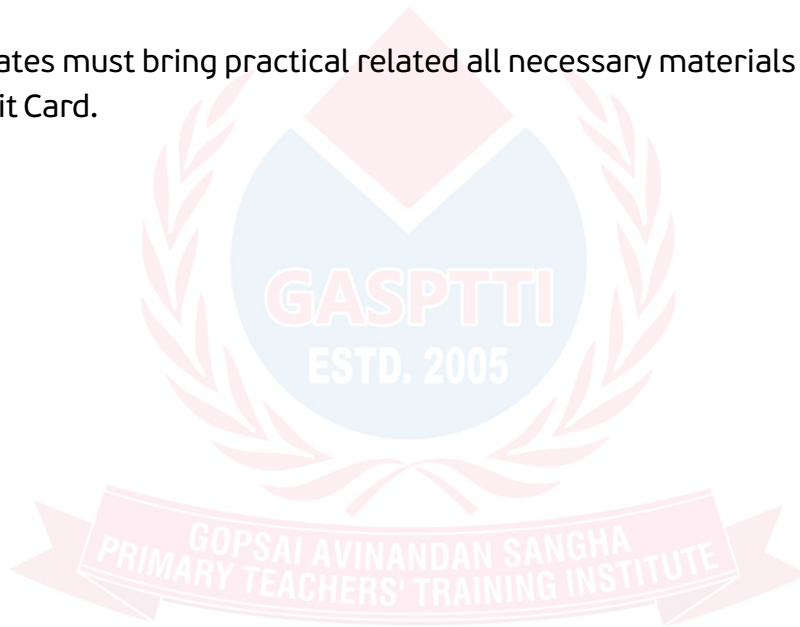 ates must bring practical related all necessary materials
it Card.
GASPTTI
ESTD. 2005
GOPSAI AVINANDAN SANGHA
PRIMARY TEACHERS' TRAINING INSTITUTE